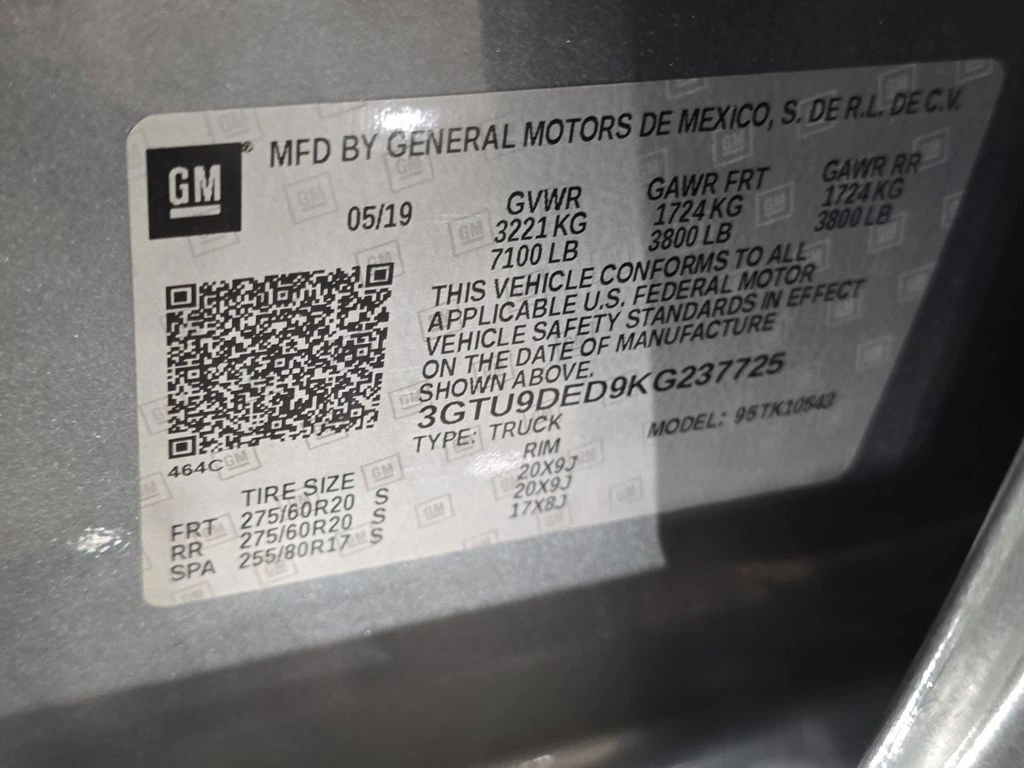 GM
MFD BY GENERAL MOTORS DE MEXICO, S. DE R.L. DE C.V.
05/19
GVWR
3221 KG
7100 LB
GAWR FRT
1724 KG
3800 LB
GAWR RR
1724 KG
3800 LB
THIS VEHICLE CONFORMS TO ALL
APPLICABLE U.S. FEDERAL MOTOR
VEHICLE SAFETY STANDARDS IN EFFECT
ON THE DATE OF MANUFACTURE
SHOWN ABOVE.
3GTU9DED9KG237725
TYPE: TRUCK
MODEL: 95TK10543
464C
TIRE SIZE
RIM
FRT 275/60R20 S 20X9J
RR 275/60R20 S 20X9J
SPA 255/80R17 S 17X8J